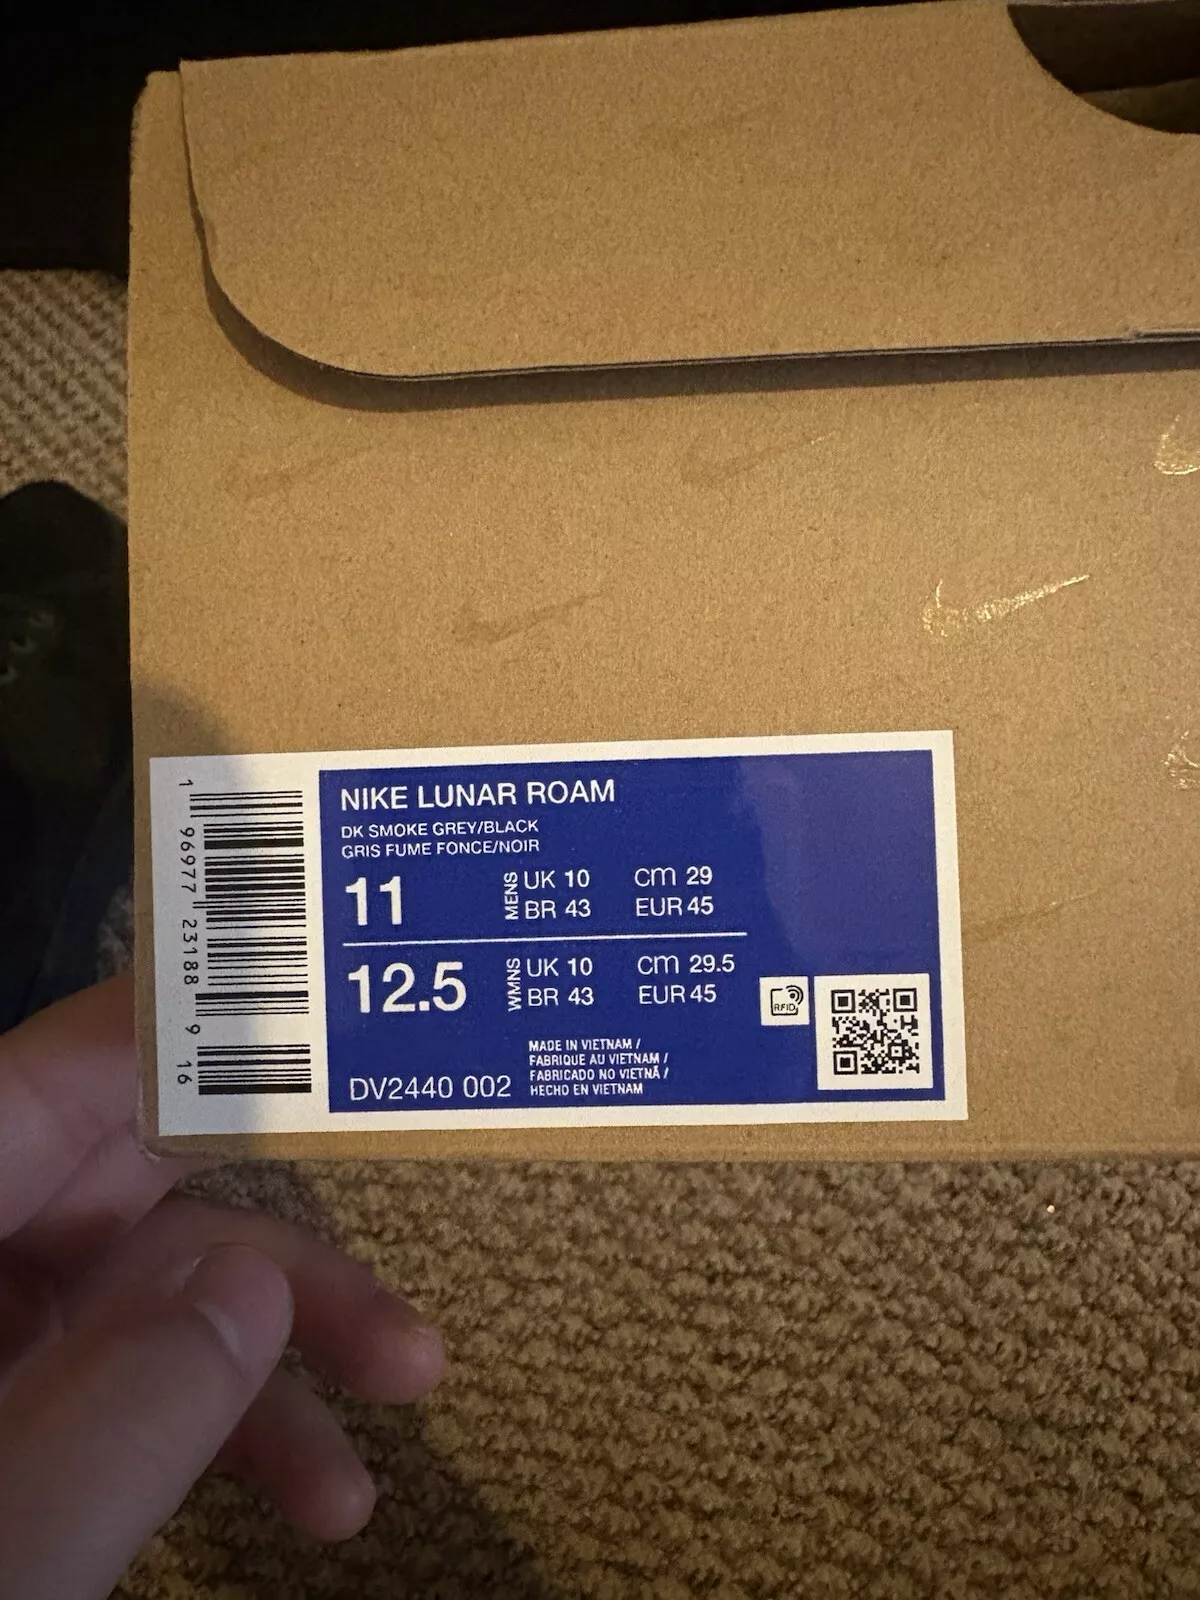 NIKE LUNAR ROAM
DK SMOKE GREY/BLACK
GRIS FUME FONCE/NOIR
11 MENS UK 10 CM 29
BR 43 EUR 45
12.5 WMNS UK 10 CM 29.5
BR 43 EUR 45
MADE IN VIETNAM /
FABRIQUE AU VIETNAM /
FABRICADO NO VIETNÃ /
HECHO EN VIETNAM
DV2440 002
RFID
1 96977 23188 9 16